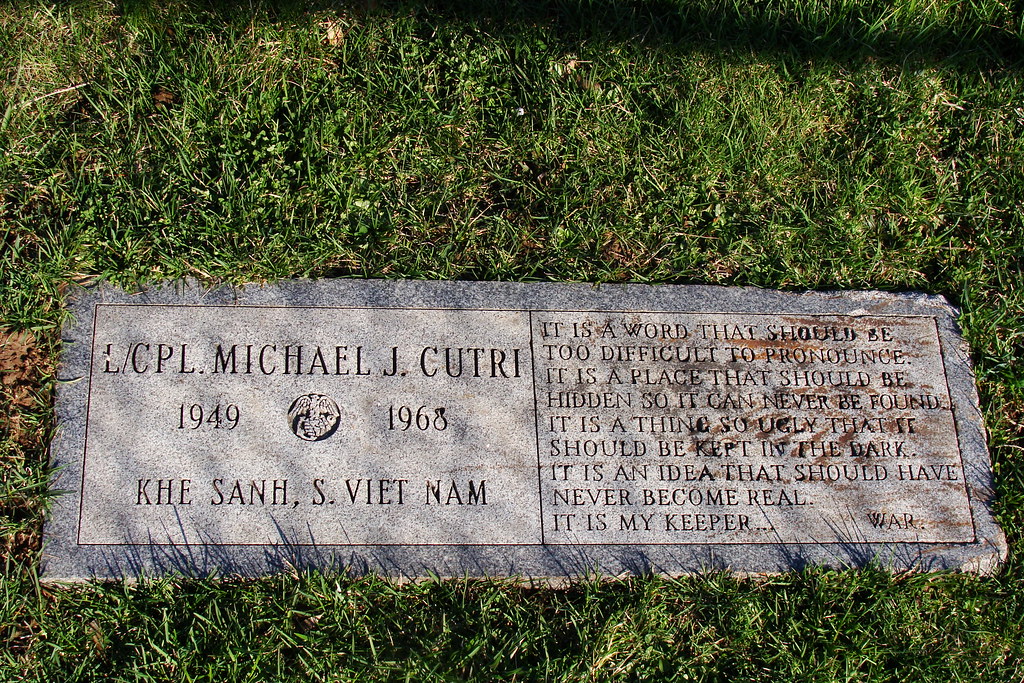 L/CPL. MICHAEL J. CUTRI
1949 1968
KHE SANH, S. VIET NAM
IT IS A WORD THAT SHOULD BE
TOO DIFFICULT TO PRONOUNCE.
IT IS A PLACE THAT SHOULD BE
HIDDEN SO IT CAN NEVER BE FOUND...
IT IS A THING SO UGLY THAT IT
SHOULD BE KEPT IN THE DARK.
IT IS AN IDEA THAT SHOULD HAVE
NEVER BECOME REAL.
IT IS MY KEEPER... WAR.